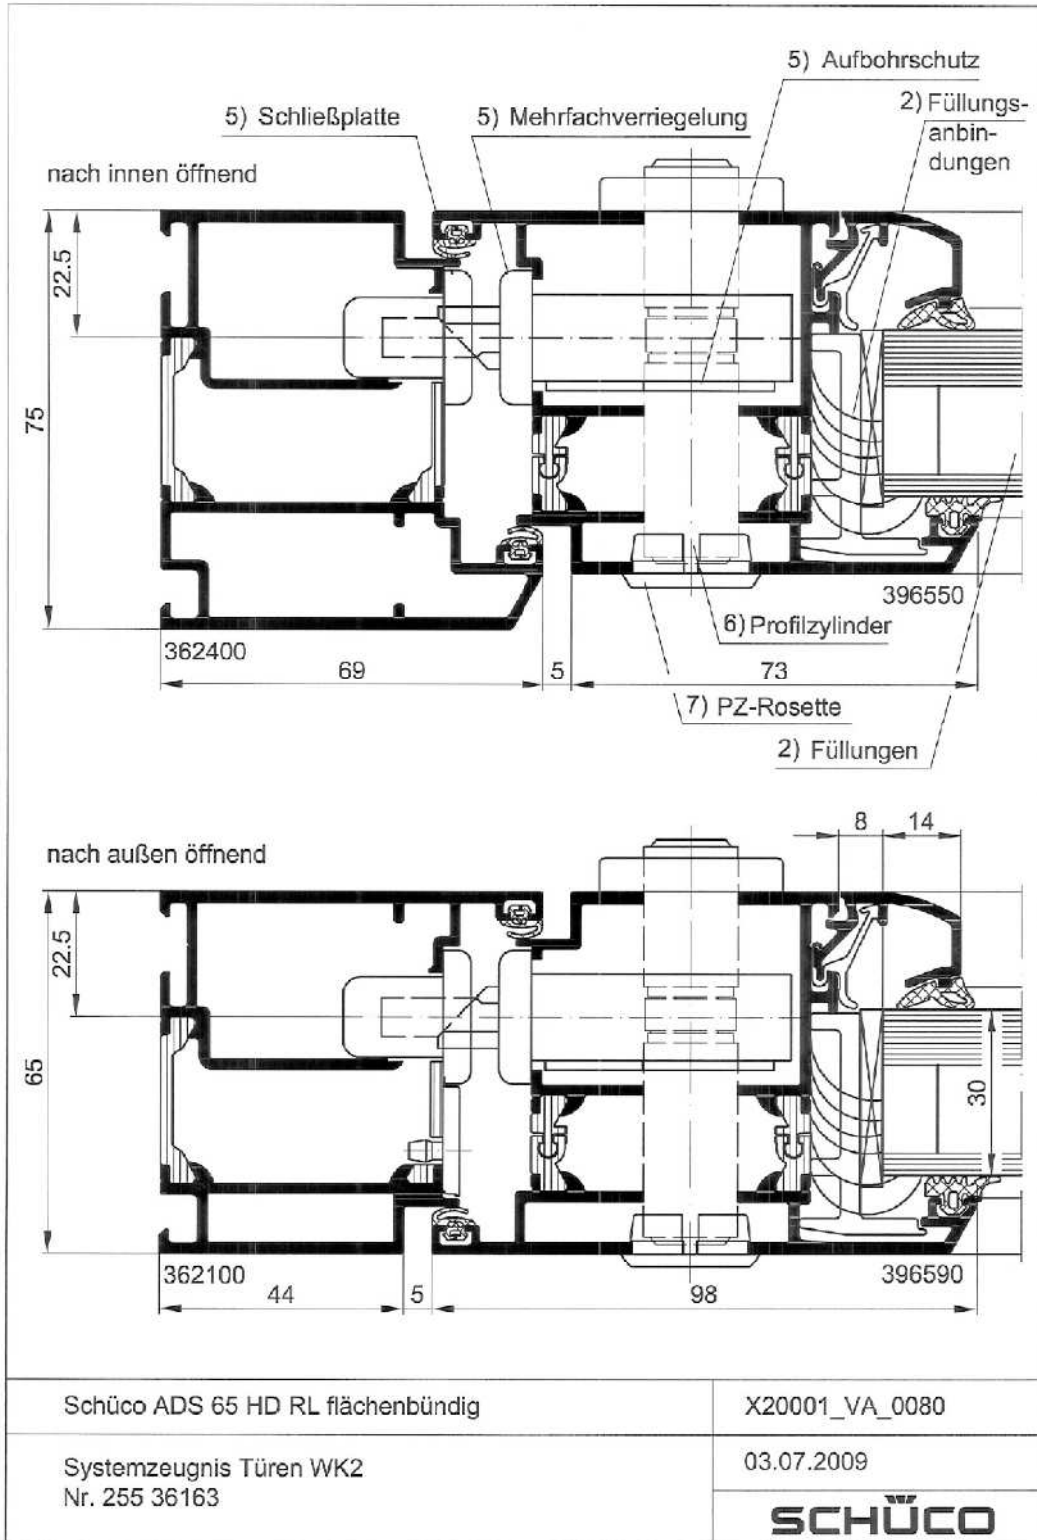 5) Aufbohrschutz
2) Füllungs-
anbin-
dungen
5) Schließplatte
5) Mehrfachverriegelung
nach innen öffnend
22.5
75
396550
362400
6) Profilzylinder
69
5
73
7) PZ-Rosette
2) Füllungen
8
14
nach außen öffnend
22.5
65
30
362100
396590
44
5
98
Schüco ADS 65 HD RL flächenbündig
X20001_VA_0080
Systemzeugnis Türen WK2
Nr. 255 36163
03.07.2009
SCHÜCO